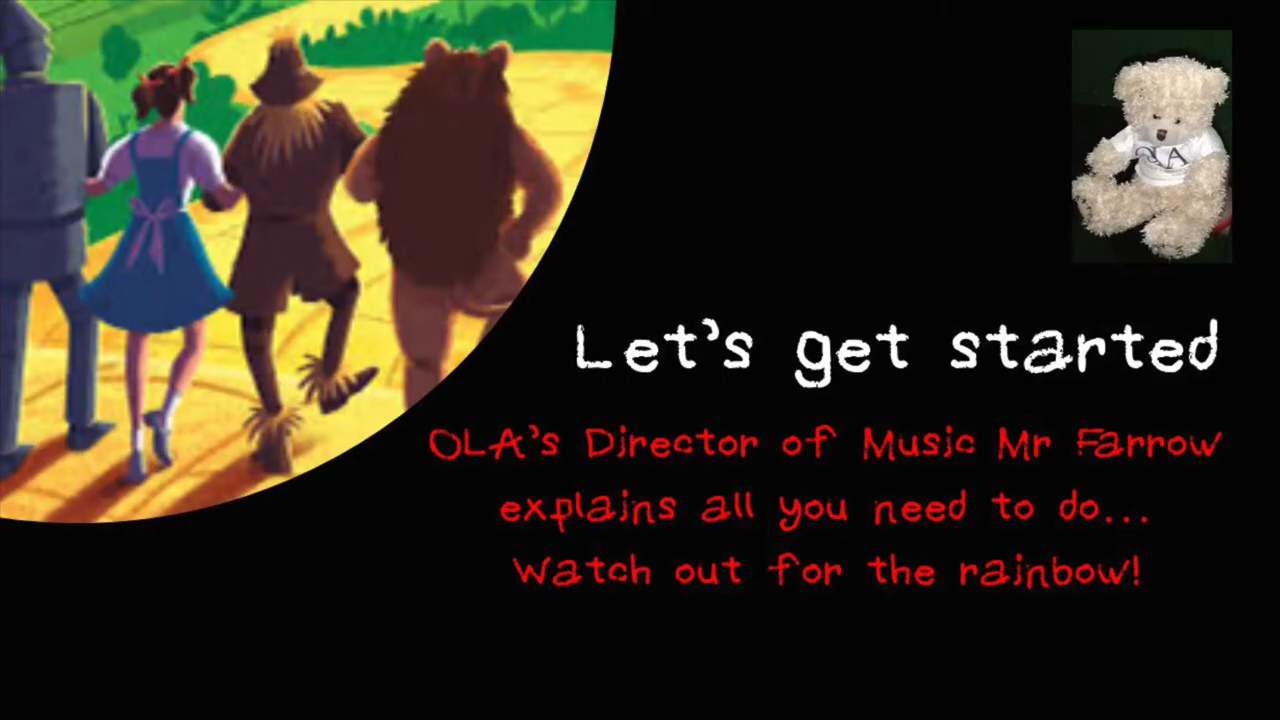 Let's get started
OLA's Director of Music Mr Farrow
explains all you need to do...
Watch out for the rainbow!